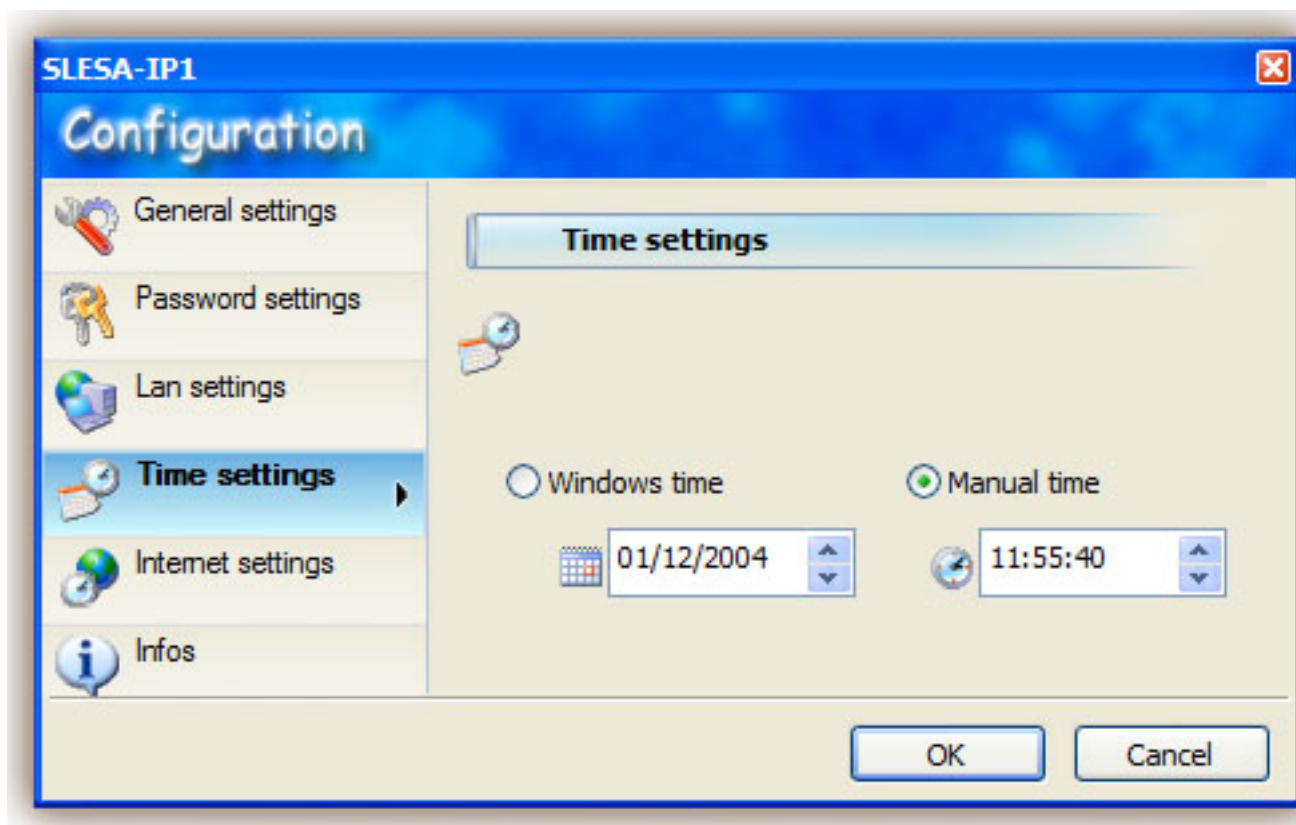 SLESA-IP1
Configuration
General settings
Password settings
Lan settings
Time settings
Internet settings
Infos
Time settings
Windows time
Manual time
01/12/2004
11:55:40
OK
Cancel